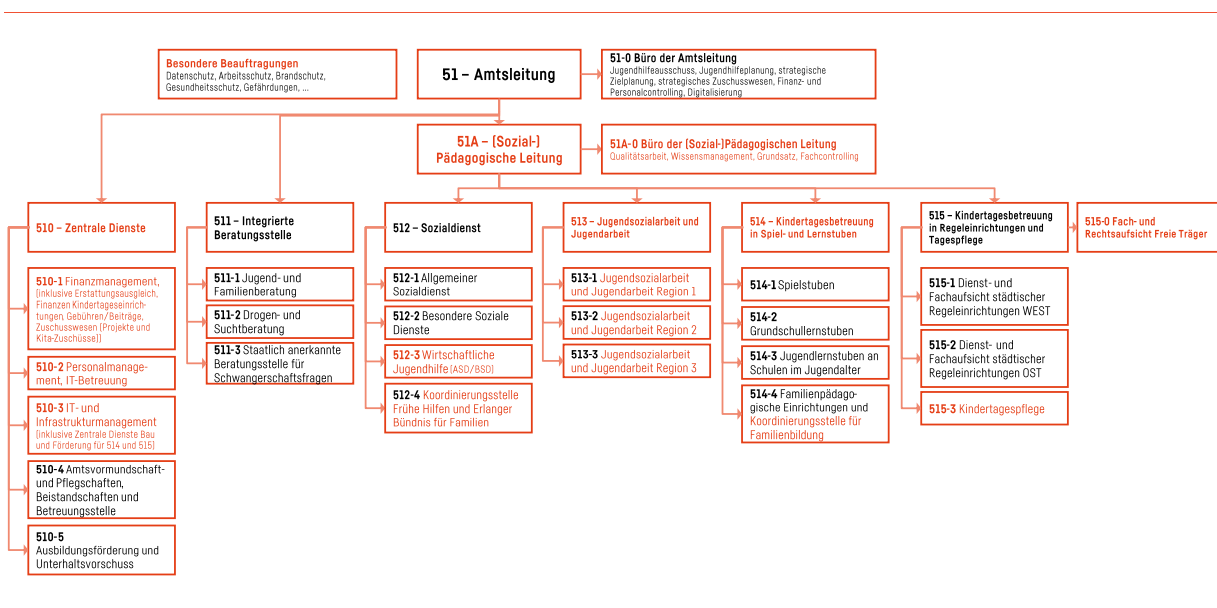 Besondere Beauftragungen
Datenschutz, Arbeitsschutz, Brandschutz,
Gesundheitsschutz, Gefährdungen, ...
51 – Amtsleitung
51-0 Büro der Amtsleitung
Jugendhilfeausschuss, Jugendhilfeplanung, strategische
Zielplanung, strategisches Zuschusswesen, Finanz- und
Personalcontrolling, Digitalisierung
51A – (Sozial-)
Pädagogische Leitung
51A-0 Büro der (Sozial-)Pädagogischen Leitung
Qualitätsarbeit, Wissensmanagement, Grundsatz, Fachcontrolling
510 – Zentrale Dienste
510-1 Finanzmanagement,
(inklusive Erstattungsausgleich,
Finanzen Kindertageseinrich-
tungen, Gebühren/Beiträge,
Zuschusswesen (Projekte und
Kita-Zuschüsse))
510-2 Personalmanage-
ment, IT-Betreuung
510-3 IT- und
Infrastrukturmanagement
(inklusive Zentrale Dienste Bau
und Förderung für 514 und 515)
510-4 Amtsvormundschaft-
und Pflegschaften,
Beistandschaften und
Betreuungsstelle
510-5
Ausbildungsförderung und
Unterhaltsvorschuss
511 – Integrierte
Beratungsstelle
511-1 Jugend- und
Familienberatung
511-2 Drogen- und
Suchtberatung
511-3 Staatlich anerkannte
Beratungsstelle für
Schwangerschaftsfragen
512 – Sozialdienst
512-1 Allgemeiner
Sozialdienst
512-2 Besondere Soziale
Dienste
512-3 Wirtschaftliche
Jugendhilfe (ASD/BSD)
512-4 Koordinierungsstelle
Frühe Hilfen und Erlanger
Bündnis für Familien
513 – Jugendsozialarbeit und
Jugendarbeit
513-1 Jugendsozialarbeit
und Jugendarbeit Region 1
513-2 Jugendsozialarbeit
und Jugendarbeit Region 2
513-3 Jugendsozialarbeit
und Jugendarbeit Region 3
514 – Kindertagesbetreuung
in Spiel- und Lernstuben
514-1 Spielstuben
514-2
Grundschullernstuben
514-3 Jugendlernstuben an
Schulen im Jugendalter
514-4 Familienpädago-
gische Einrichtungen und
Koordinierungsstelle für
Familienbildung
515 – Kindertagesbetreuung
in Regeleinrichtungen und
Tagespflege
515-1 Dienst- und
Fachaufsicht städtischer
Regeleinrichtungen WEST
515-2 Dienst- und
Fachaufsicht städtischer
Regeleinrichtungen OST
515-3 Kindertagespflege
515-0 Fach- und
Rechtsaufsicht Freie Träger